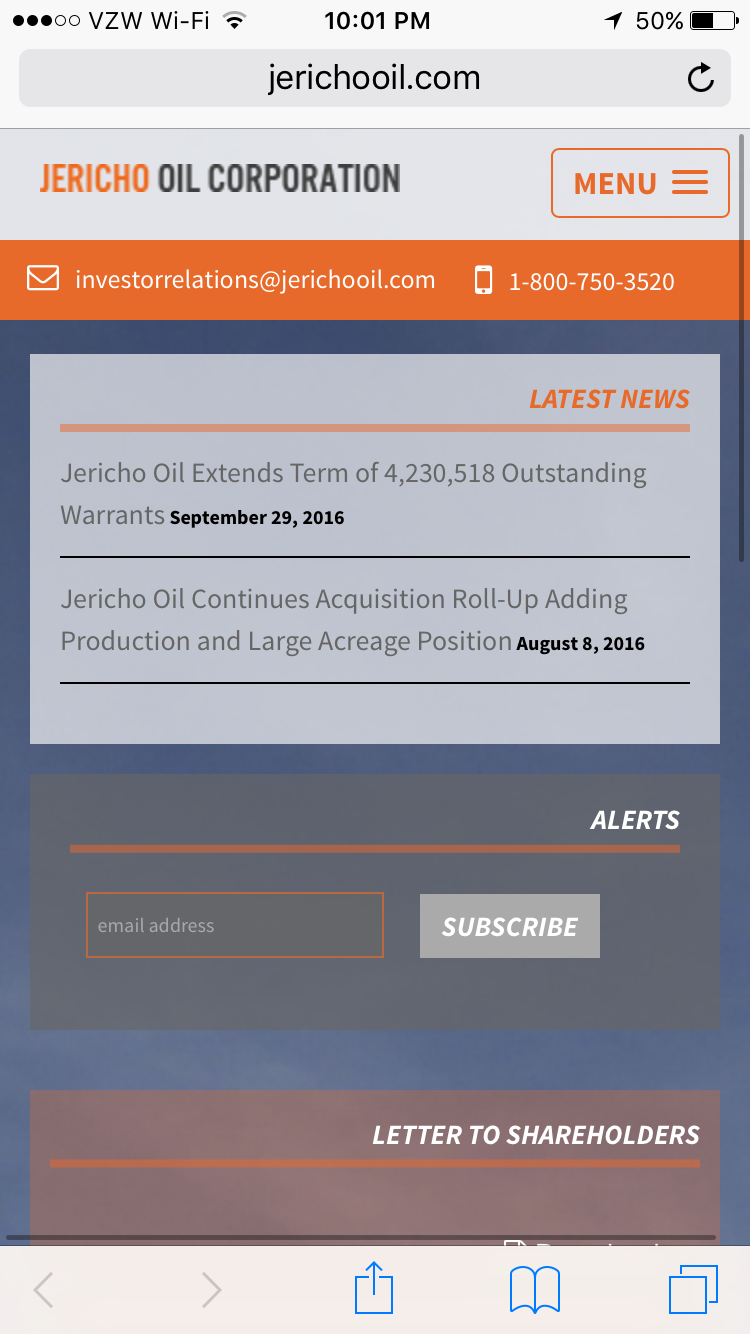 VZW Wi-Fi 10:01 PM 50%
jerichooil.com
JERICHO OIL CORPORATION MENU
investorrelations@jerichooil.com 1-800-750-3520
LATEST NEWS
Jericho Oil Extends Term of 4,230,518 Outstanding
Warrants September 29, 2016
Jericho Oil Continues Acquisition Roll-Up Adding
Production and Large Acreage Position August 8, 2016
ALERTS
email address SUBSCRIBE
LETTER TO SHAREHOLDERS